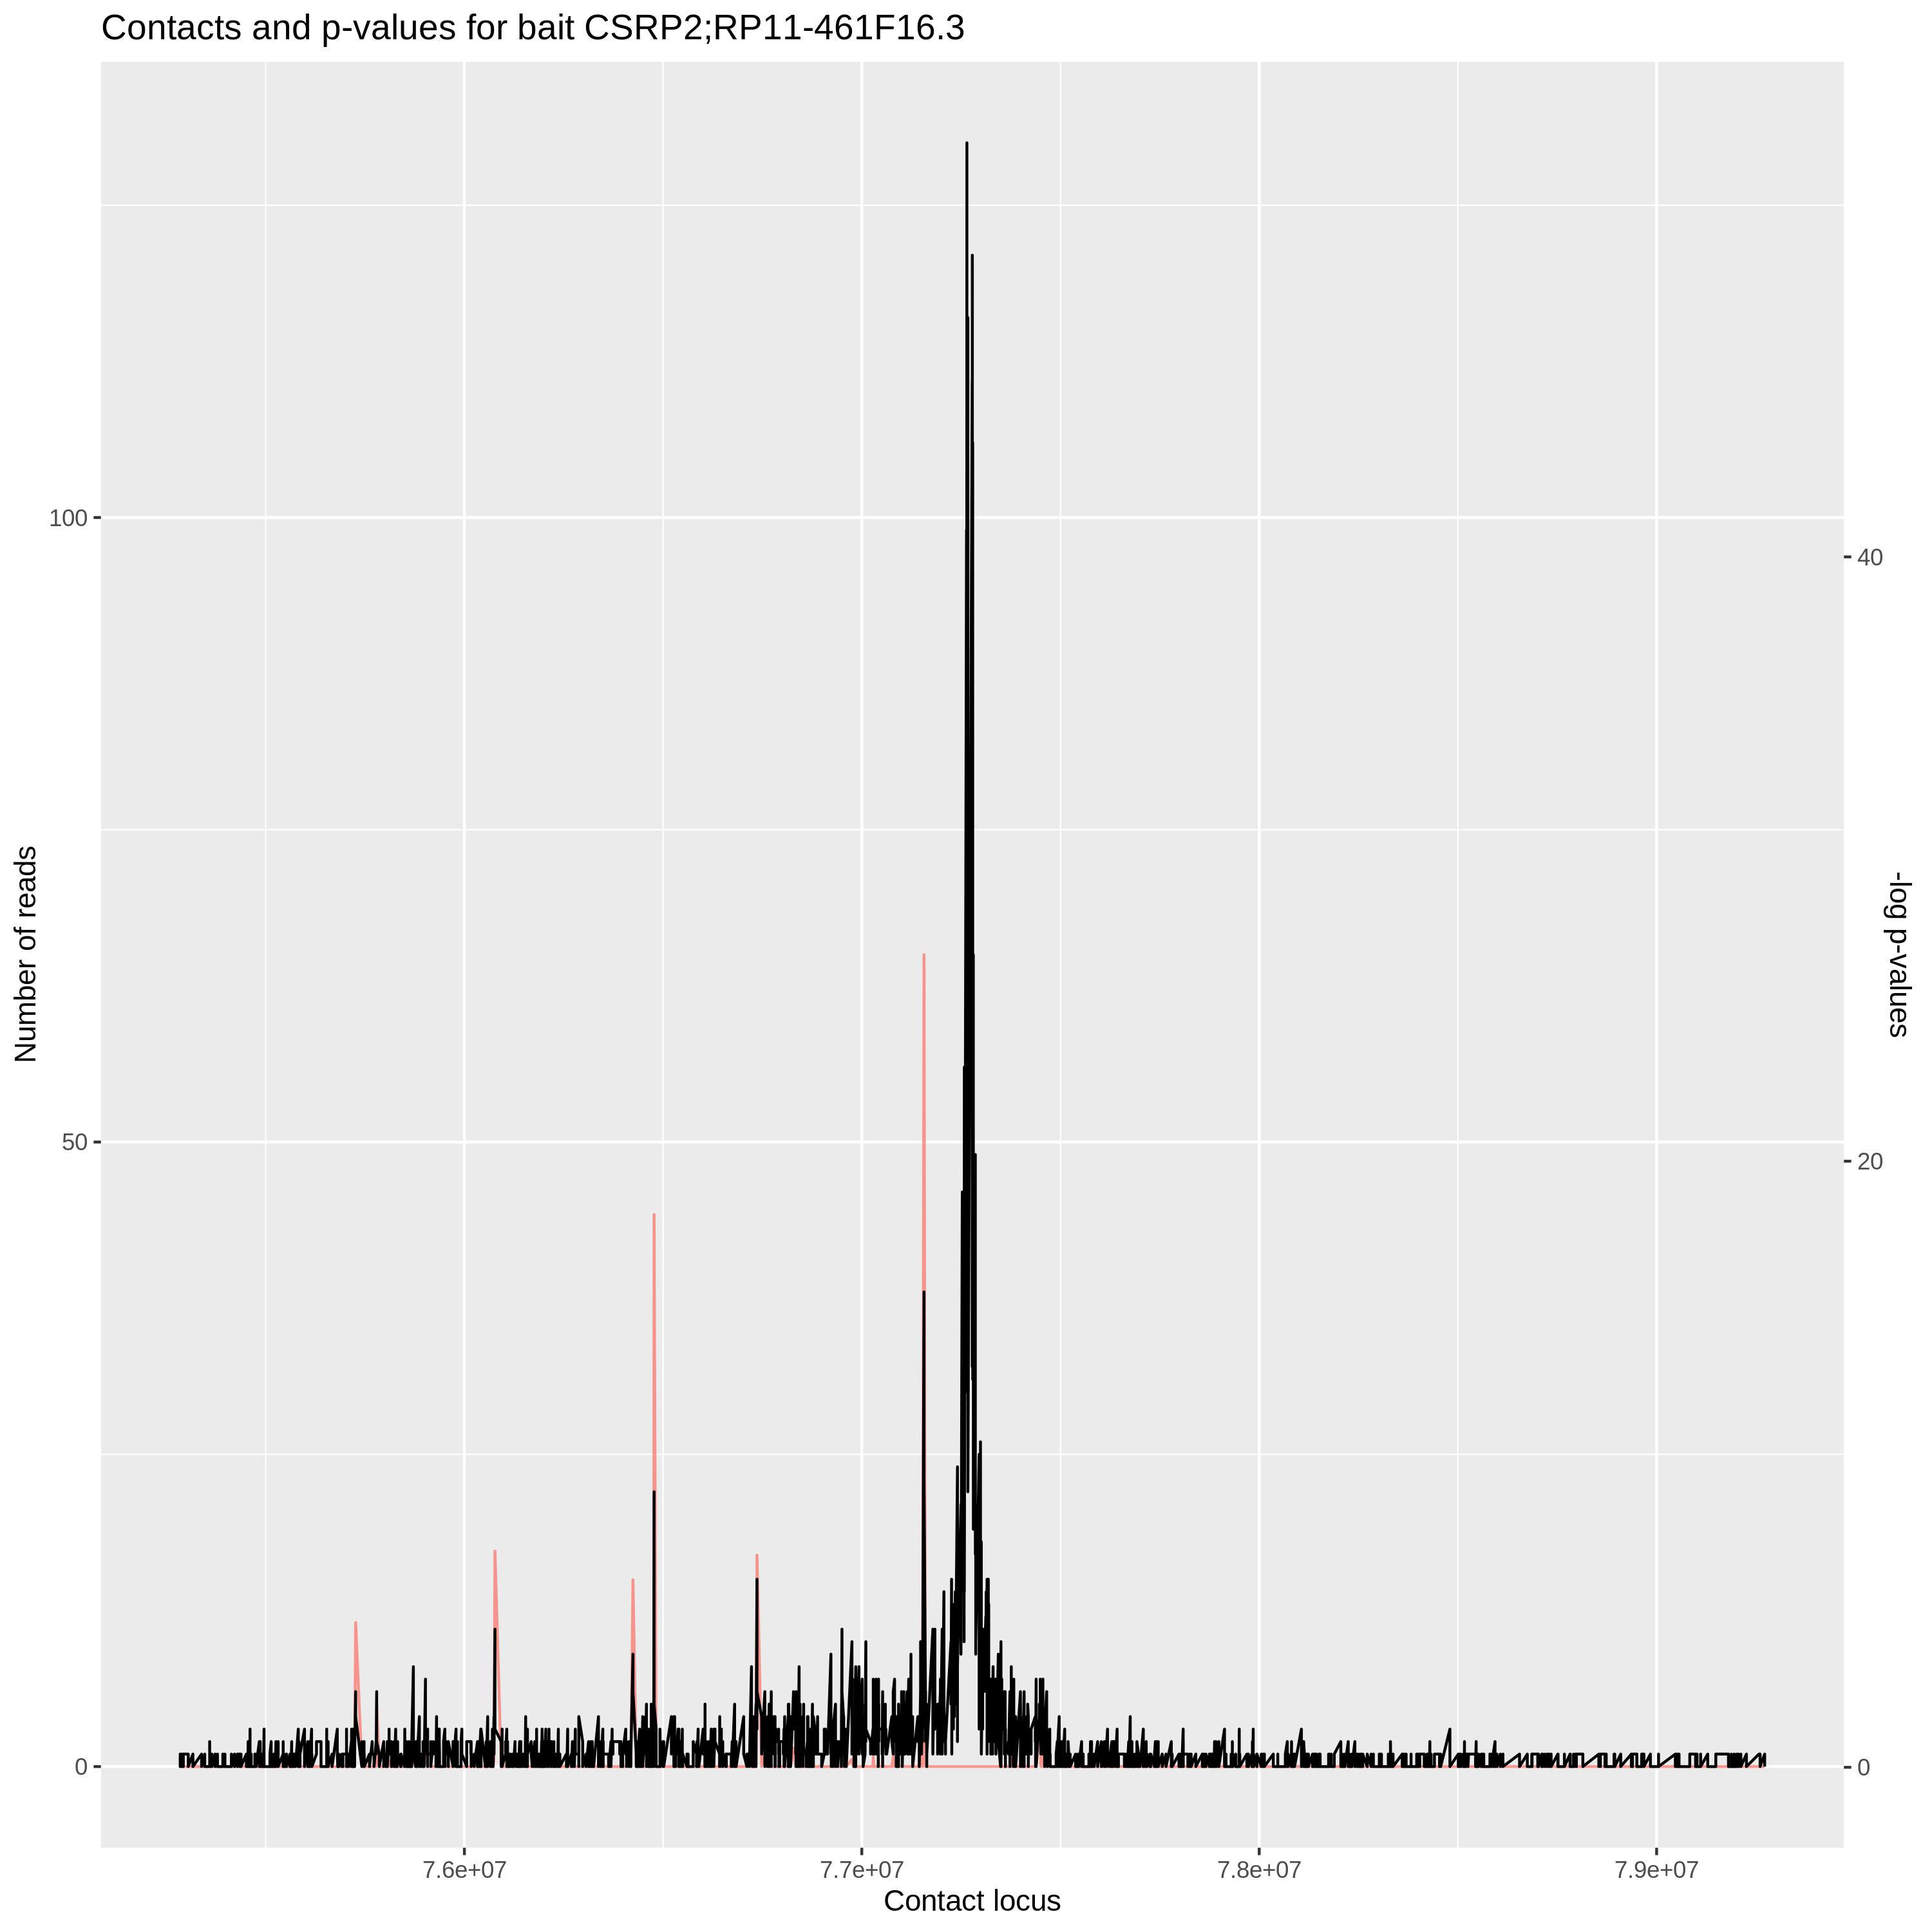 Contacts and p-values for bait CSRP2;RP11-461F16.3
Number of reads
100
50
0
40
20
0
-log p-values
7.6e+07 7.7e+07 7.8e+07 7.9e+07
Contact locus